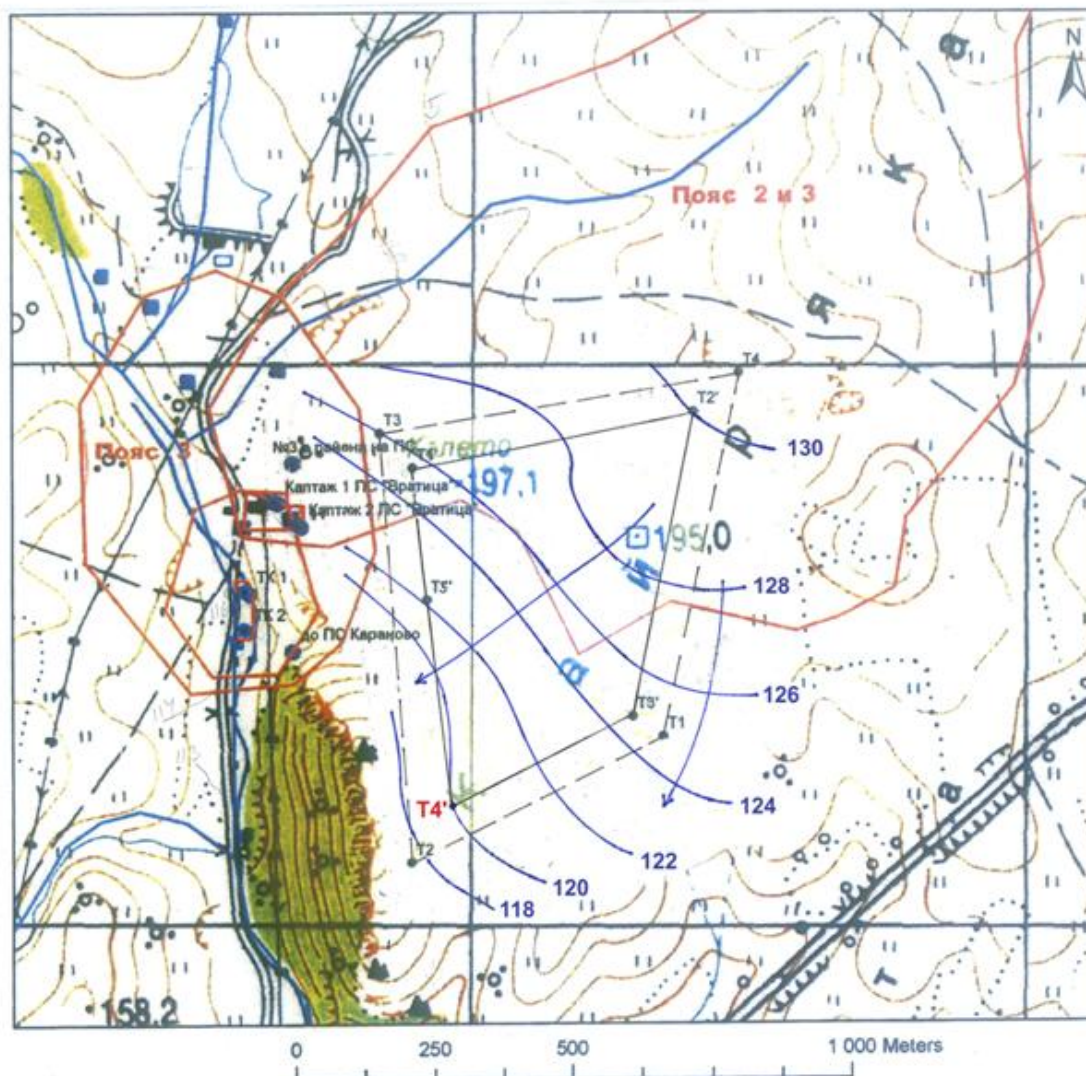 N
Пояс 2 и 3
T4
T2'
T3
130
Калето
T1'
№3 в района на ПС
197,1
Пояс 3
Каптаж 1 ПС "Вратица"
Каптаж 2 ПС "Вратица"
195,0
128
ТК 1
T5'
ТК 2
до ПС Караново
126
T3'
T1
124
T4'
122
T2
120
118
158.2
0 250 500 1 000 Meters